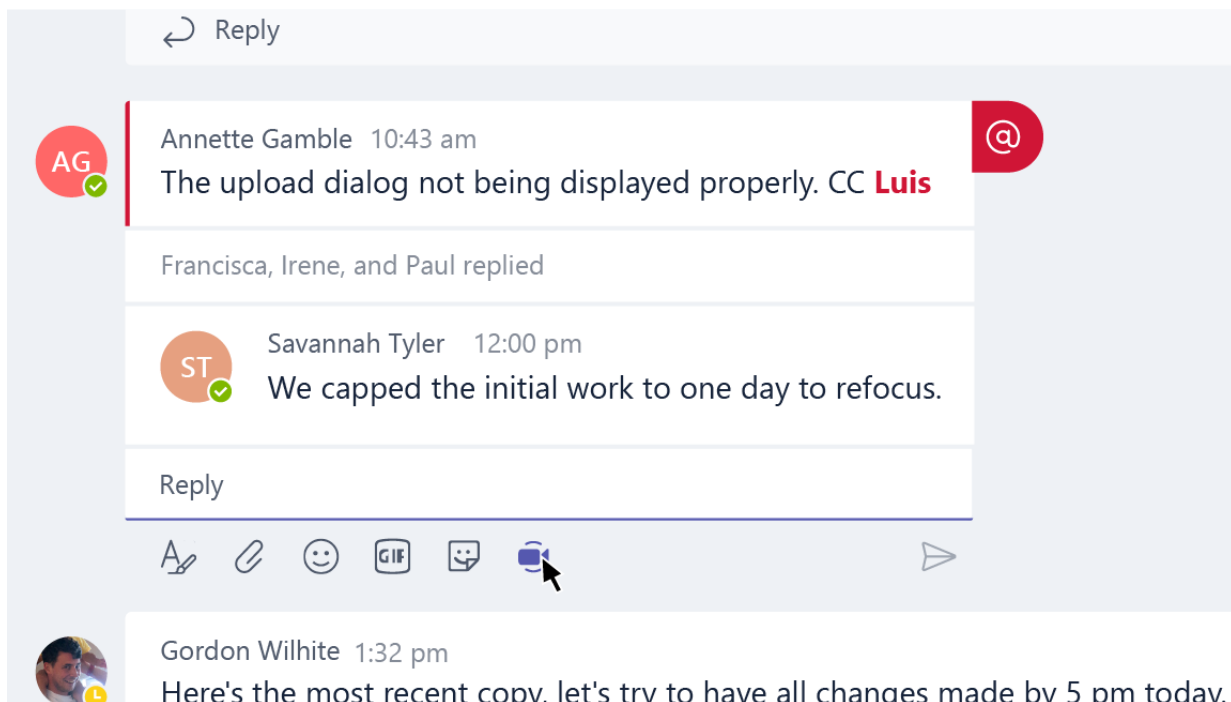 Reply
Annette Gamble 10:43 am
@
AG
The upload dialog not being displayed properly. CC Luis
Francisca, Irene, and Paul replied
Savannah Tyler 12:00 pm
ST
We capped the initial work to one day to refocus.
Reply
GIF
Gordon Wilhite 1:32 pm
Here's the most recent copy, let's try to have all changes made by 5 pm today.